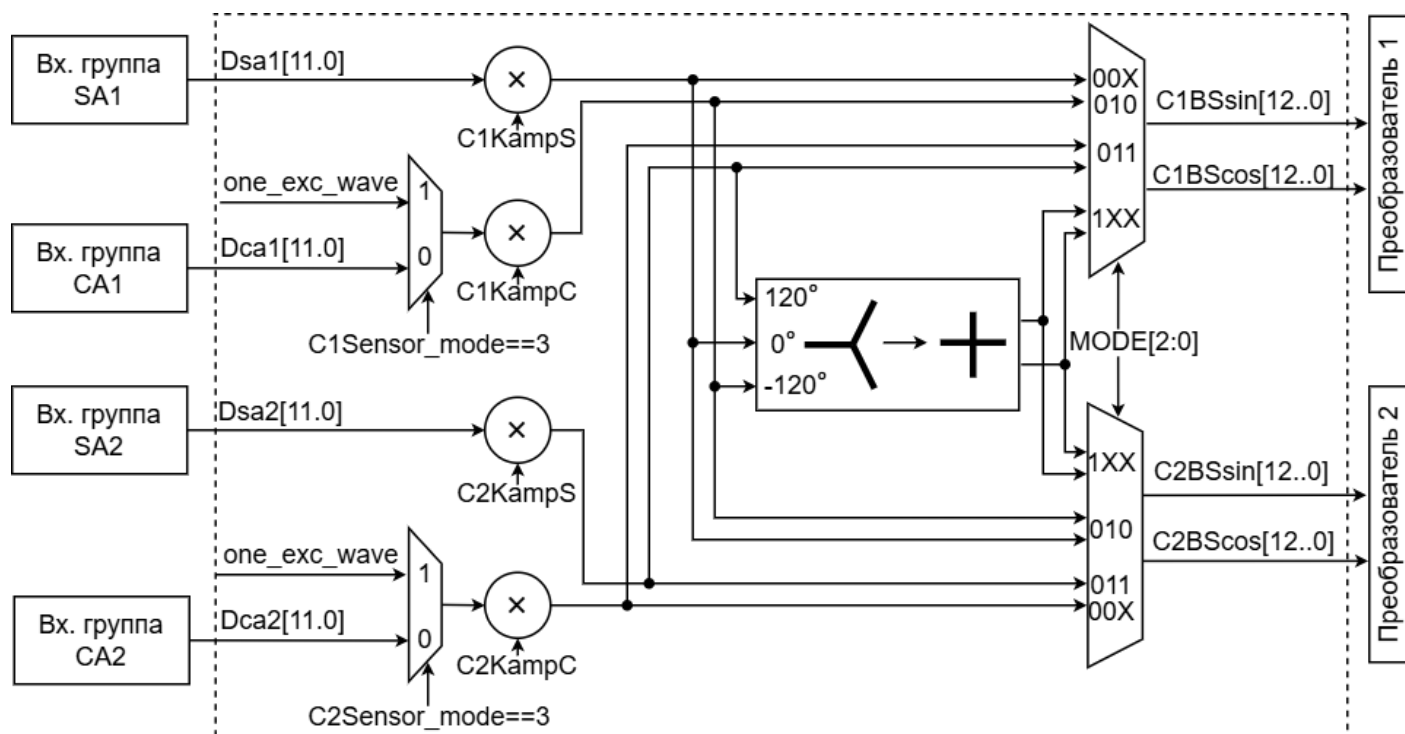 Вх. группа
SA1
Dsa1[11.0]
×
C1KampS
00X
010
C1BSsin[12..0]
Преобразователь 1
011
one_exc_wave
1
C1BScos[12..0]
Вх. группа
CA1
Dca1[11.0]
0
×
C1KampC
1XX
C1Sensor_mode==3
120°
0°
-120°
MODE[2:0]
Вх. группа
SA2
Dsa2[11.0]
×
C2KampS
1XX
C2BSsin[12..0]
Преобразователь 2
010
C2BScos[12..0]
one_exc_wave
1
011
00X
Вх. группа
CA2
Dca2[11.0]
0
×
C2KampC
C2Sensor_mode==3